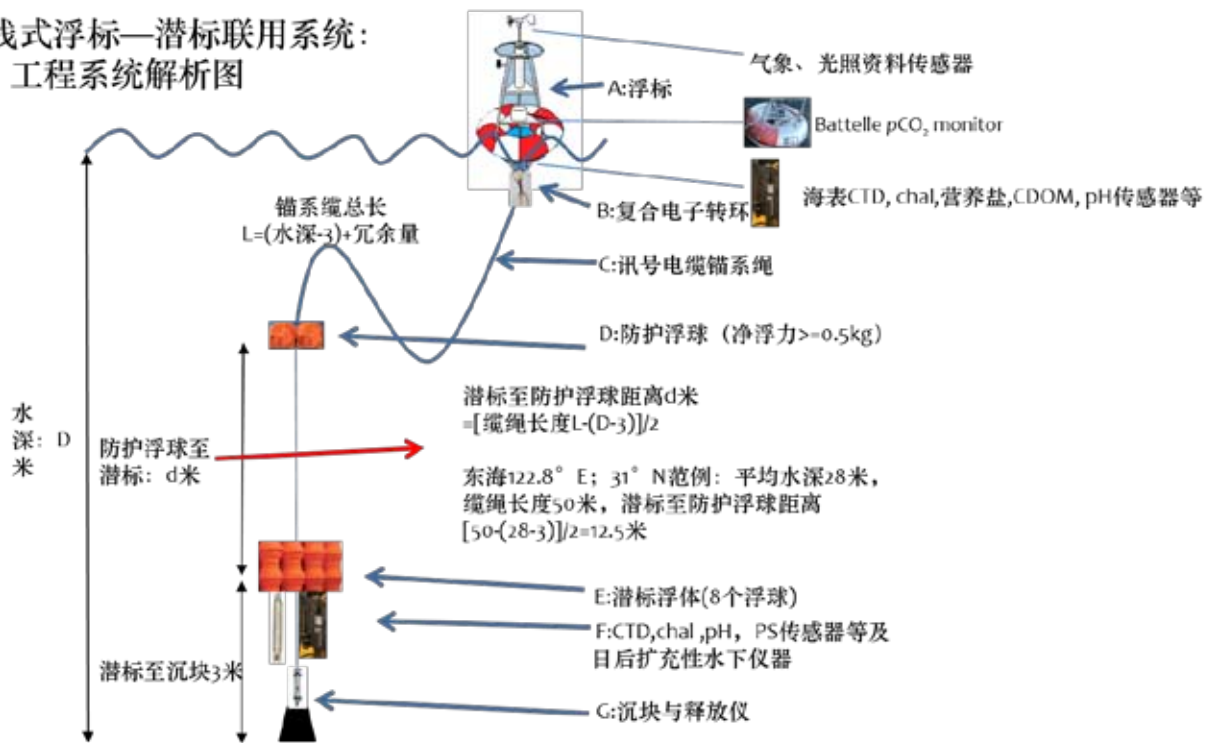 线式浮标—潜标联用系统:
工程系统解析图
气象、光照资料传感器
A:浮标
Battelle pCO₂ monitor
海表CTD, chal,营养盐,CDOM, pH传感器等
B:复合电子转环
锚系缆总长
L=(水深-3)+冗余量
C:讯号电缆锚系绳
D:防护浮球（净浮力>=0.5kg）
潜标至防护浮球距离d米
=[缆绳长度L-(D-3)]/2
水
深：D
米
防护浮球至
潜标：d米
东海122.8°E；31°N范例：平均水深28米，
缆绳长度50米，潜标至防护浮球距离
[50-(28-3)]/2=12.5米
E:潜标浮体(8个浮球)
F:CTD,chal ,pH，PS传感器等及
日后扩充性水下仪器
潜标至沉块3米
G:沉块与释放仪